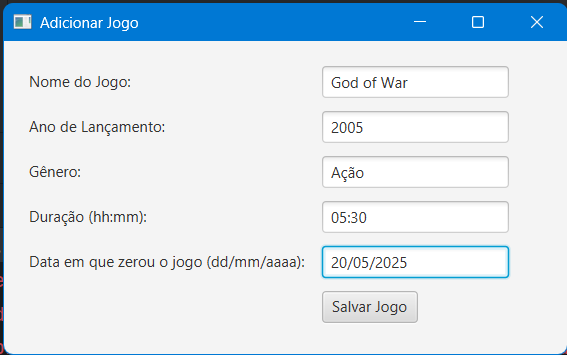 Adicionar Jogo
Nome do Jogo: God of War
Ano de Lançamento: 2005
Gênero: Ação
Duração (hh:mm): 05:30
Data em que zerou o jogo (dd/mm/aaaa): 20/05/2025
Salvar Jogo